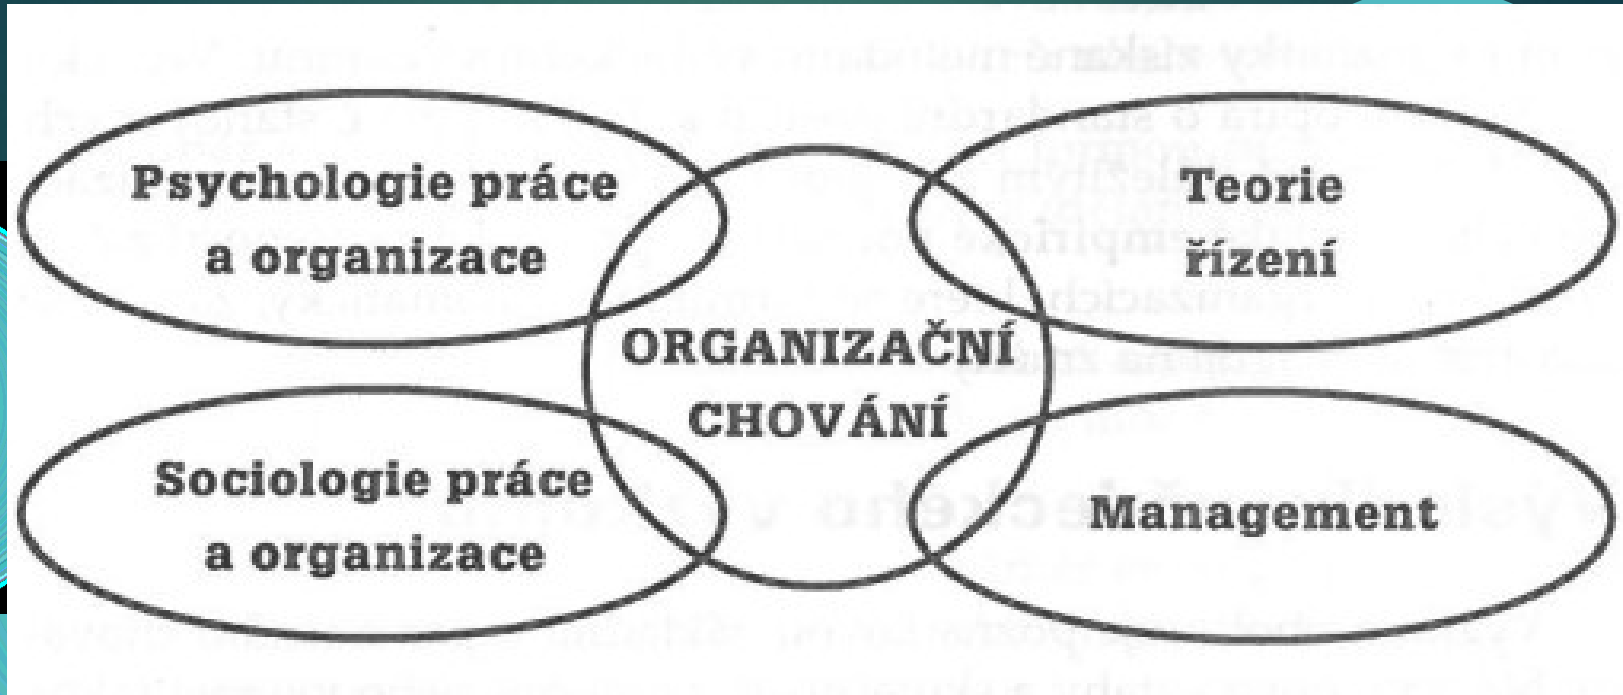 Psychologie práce
a organizace
Teorie
řízení
ORGANIZAČNÍ
CHOVÁNÍ
Sociologie práce
a organizace
Management